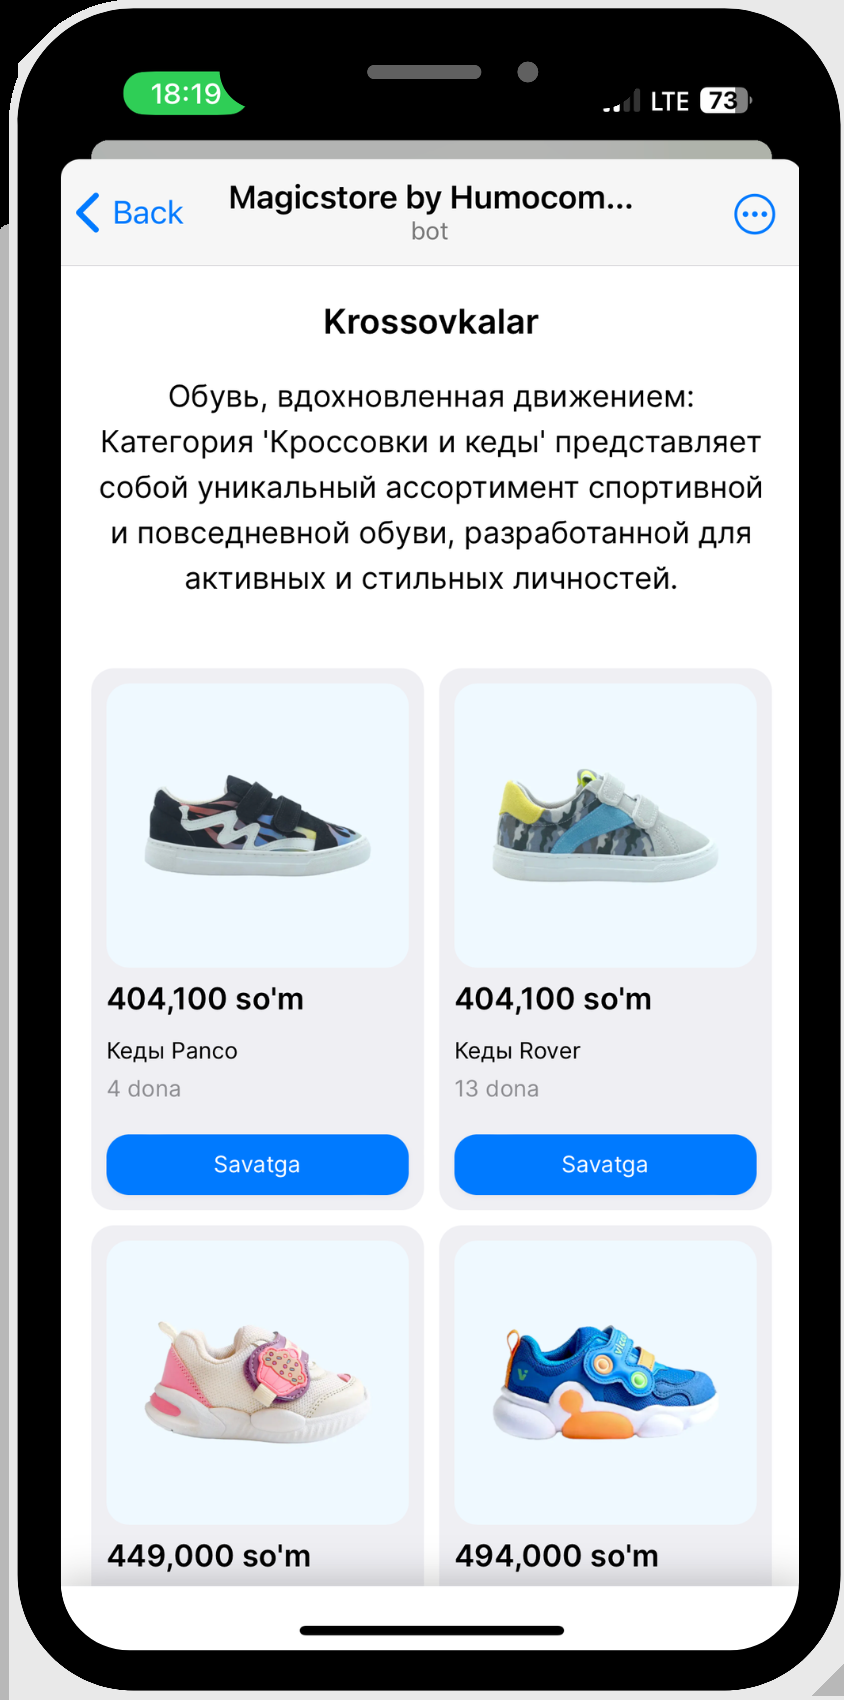 18:19
LTE 73
Back
Magicstore by Humocom...
bot
Krossovkalar
Обувь, вдохновленная движением:
Категория 'Кроссовки и кеды' представляет
собой уникальный ассортимент спортивной
и повседневной обуви, разработанной для
активных и стильных личностей.
404,100 so'm
Кеды Panco
4 dona
Savatga
404,100 so'm
Кеды Rover
13 dona
Savatga
449,000 so'm
494,000 so'm